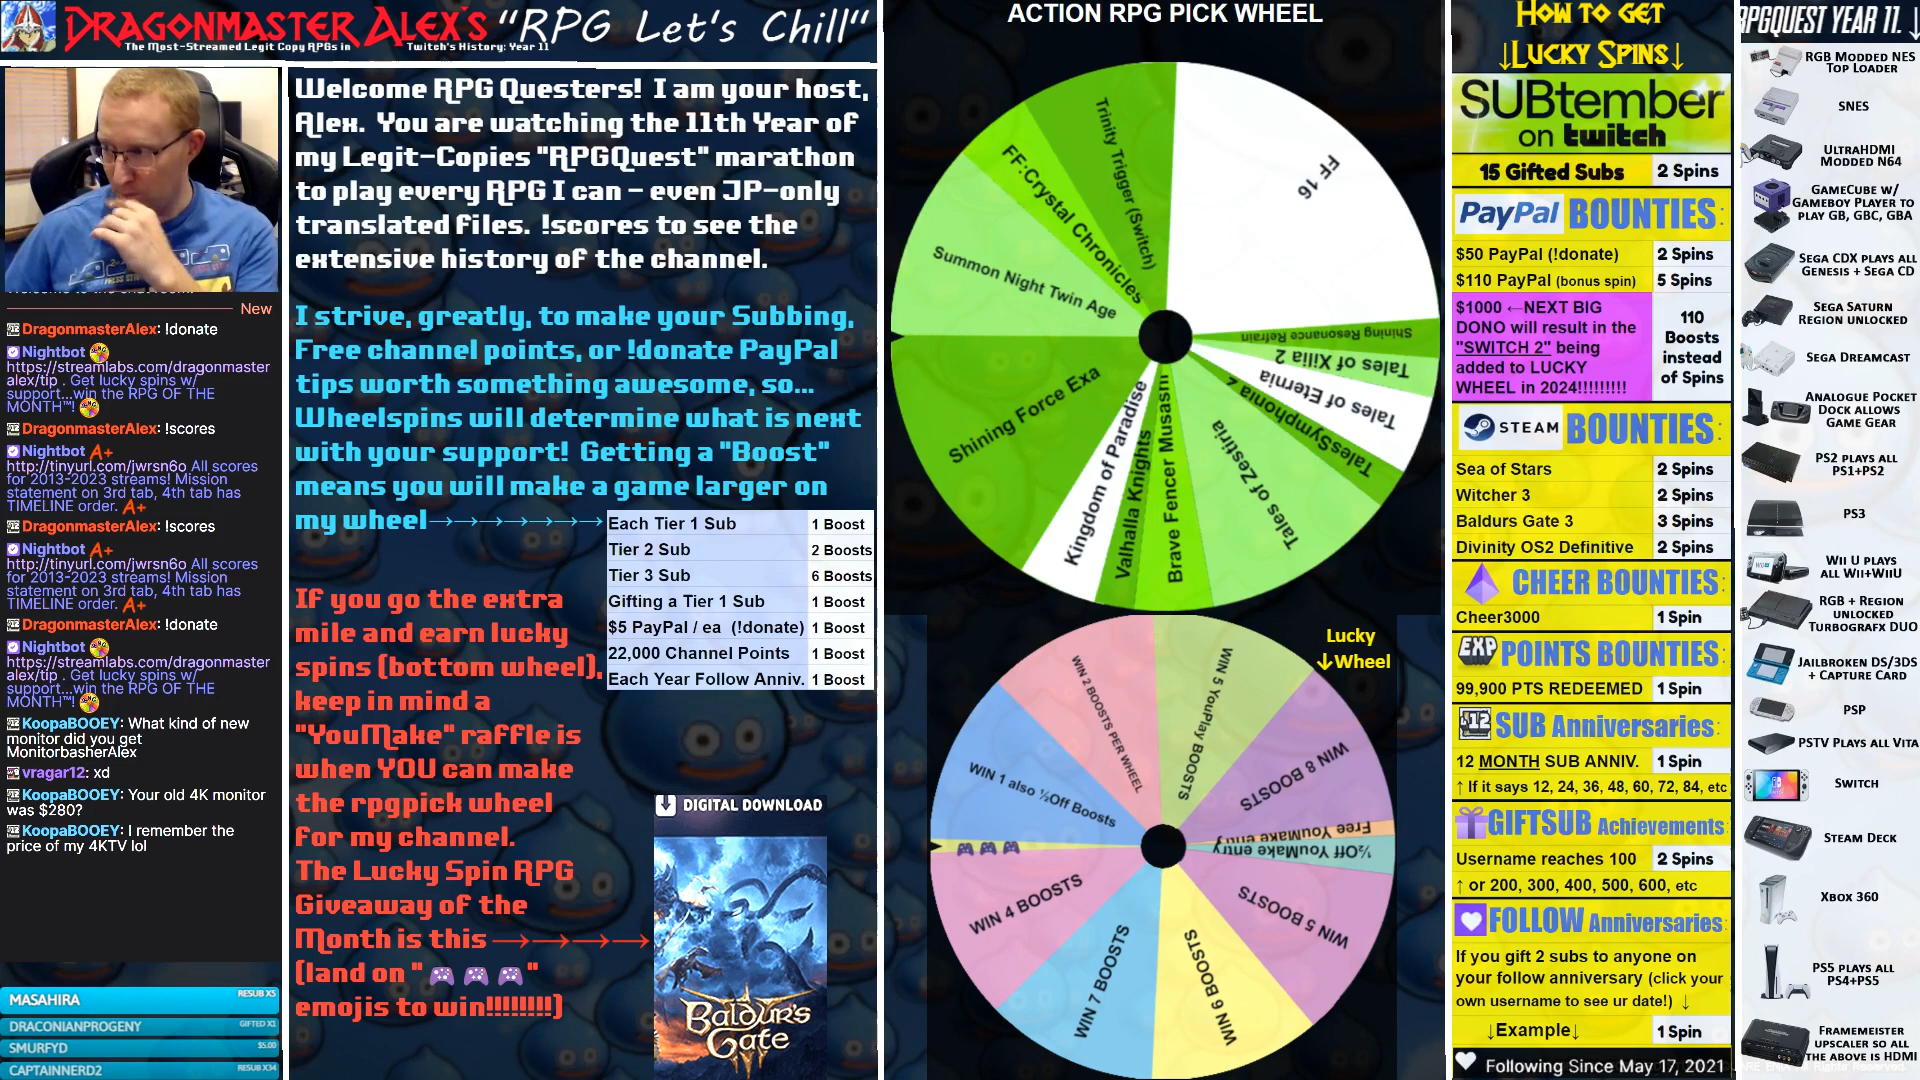 DRAGONMASTER ALEX'S "RPG Let's Chill"
The Most-Streamed Legit Copy RPGs in Twitch's History: Year 11
New
DragonmasterAlex: !donate
Nightbot
https://streamlabs.com/dragonmaster
alex/tip . Get lucky spins w/
support...win the RPG OF THE
MONTH™!
DragonmasterAlex: !scores
Nightbot A+
http://tinyurl.com/jwrsn6o All scores
for 2013-2023 streams! Mission
statement on 3rd tab, 4th tab has
TIMELINE order. A+
DragonmasterAlex: !scores
Nightbot A+
http://tinyurl.com/jwrsn6o All scores
for 2013-2023 streams! Mission
statement on 3rd tab, 4th tab has
TIMELINE order. A+
DragonmasterAlex: !donate
Nightbot
https://streamlabs.com/dragonmaster
alex/tip . Get lucky spins w/
support...win the RPG OF THE
MONTH™!
KoopaBOOEY: What kind of new
monitor did you get
MonitorbasherAlex
vragar12: xd
KoopaBOOEY: Your old 4K monitor
was $280?
KoopaBOOEY: I remember the
price of my 4KTV lol
MASAHIRA RESUB X5
DRACONIANPROGENY GIFTED X1
SMURFYD $5.00
CAPTAINNERD2 RESUB X34
Welcome RPG Questers! I am your host,
Alex. You are watching the 11th Year of
my Legit-Copies "RPGQuest" marathon
to play every RPG I can - even JP-only
translated files. !scores to see the
extensive history of the channel.
I strive, greatly, to make your Subbing,
Free channel points, or !donate PayPal
tips worth something awesome, so...
Wheelspins will determine what is next
with your support! Getting a "Boost"
means you will make a game larger on
my wheel→→→→→→
Each Tier 1 Sub 1 Boost
Tier 2 Sub 2 Boosts
Tier 3 Sub 6 Boosts
Gifting a Tier 1 Sub 1 Boost
$5 PayPal / ea (!donate) 1 Boost
22,000 Channel Points 1 Boost
Each Year Follow Anniv. 1 Boost
If you go the extra
mile and earn lucky
spins (bottom wheel),
keep in mind a
"YouMake" raffle is
when YOU can make
the rpgpick wheel
for my channel.
The Lucky Spin RPG
Giveaway of the
Month is this →→→→
(land on "🎮 🎮 🎮"
emojis to win!!!!!!!!)
DIGITAL DOWNLOAD
BALDUR'S
GATE
III
ACTION RPG PICK WHEEL
FF 16
Shining Resonance Refrain
Tales of Xilia 2
Tales of Eternia
TalesSymphonia 4
Tales of Zestiria
Brave Fencer Musashi
Valhalla Knights
Kingdom of Paradise
Shining Force Exa
Summon Night Twin Age
FF:Crystal Chronicles
Trinity Trigger (Switch)
Lucky
↓Wheel
WIN 5 YouPlay BOOSTS
WIN 8 BOOSTS
Free YouMake entry
½Off YouMake entry
WIN 5 BOOSTS
WIN 6 BOOSTS
WIN 7 BOOSTS
WIN 4 BOOSTS
🎮 🎮 🎮
WIN 1 also ½Off Boosts
WIN 2 BOOSTS PER WHEEL
HOW TO GET
↓LUCKY SPINS↓
SUBtember
on twitch
15 Gifted Subs 2 Spins
PayPal BOUNTIES:
$50 PayPal (!donate) 2 Spins
$110 PayPal (bonus spin) 5 Spins
$1000 ←NEXT BIG
DONO will result in the
"SWITCH 2" being
added to LUCKY
WHEEL in 2024!!!!!!!!!
110
Boosts
instead
of Spins
STEAM BOUNTIES:
Sea of Stars 2 Spins
Witcher 3 2 Spins
Baldurs Gate 3 3 Spins
Divinity OS2 Definitive 2 Spins
CHEER BOUNTIES:
Cheer3000 1 Spin
EXP POINTS BOUNTIES:
99,900 PTS REDEEMED 1 Spin
12 SUB Anniversaries:
12 MONTH SUB ANNIV. 1 Spin
↑ If it says 12, 24, 36, 48, 60, 72, 84, etc
GIFTSUB Achievements:
Username reaches 100 2 Spins
↑ or 200, 300, 400, 500, 600, etc
FOLLOW Anniversaries:
If you gift 2 subs to anyone on
your follow anniversary (click your
own username to see ur date!) ↓
↓Example↓ 1 Spin
Following Since May 17, 2021
RPGQUEST YEAR 11. ↓
RGB MODDED NES
TOP LOADER
SNES
ULTRAHDMI
MODDED N64
GAMECUBE W/
GAMEBOY PLAYER TO
PLAY GB, GBC, GBA
SEGA CDX PLAYS ALL
GENESIS + SEGA CD
SEGA SATURN
REGION UNLOCKED
SEGA DREAMCAST
ANALOGUE POCKET
DOCK ALLOWS
GAME GEAR
PS2 PLAYS ALL
PS1+PS2
PS3
WII U PLAYS
ALL WII+WIIU
RGB + REGION
UNLOCKED
TURBOGRAFX DUO
JAILBROKEN DS/3DS
+ CAPTURE CARD
PSP
PSTV PLAYS ALL VITA
SWITCH
STEAM DECK
XBOX 360
PS5 PLAYS ALL
PS4+PS5
FRAMEMEISTER
UPSCALER SO ALL
THE ABOVE IS HDMI